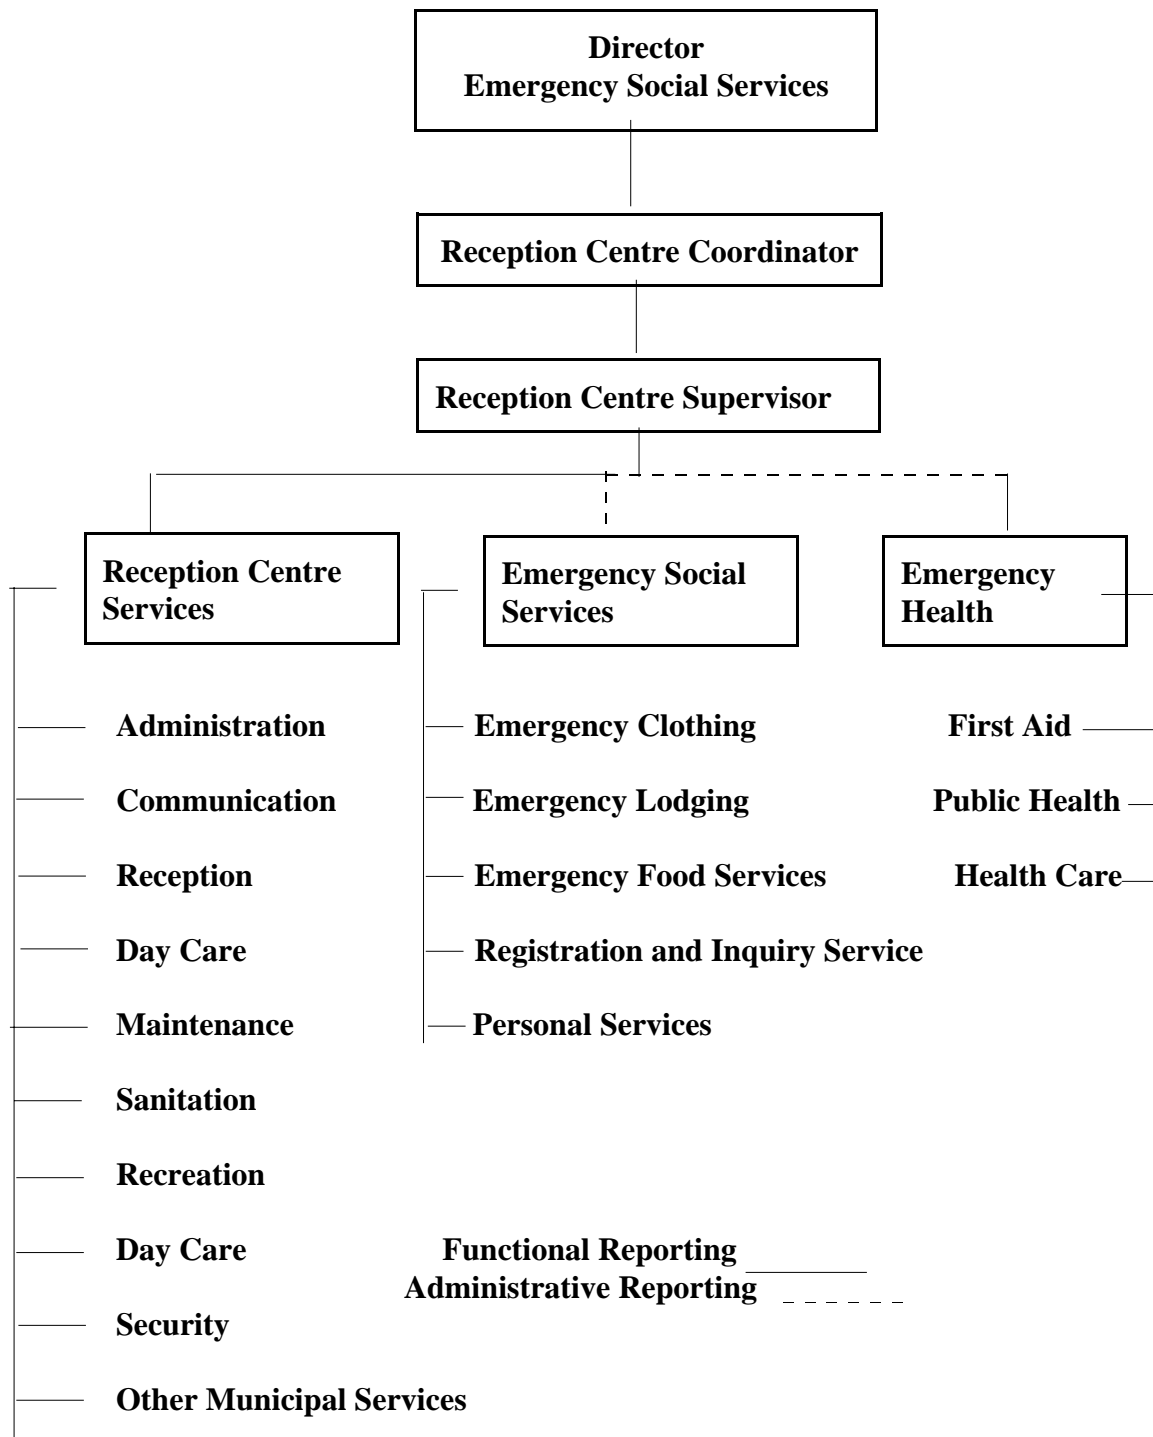 Director
Emergency Social Services
Reception Centre Coordinator
Reception Centre Supervisor
Reception Centre
Services
Emergency Social
Services
Emergency
Health
Administration
Communication
Reception
Day Care
Maintenance
Sanitation
Recreation
Day Care
Security
Other Municipal Services
Emergency Clothing
Emergency Lodging
Emergency Food Services
Registration and Inquiry Service
Personal Services
First Aid
Public Health
Health Care
Functional Reporting
Administrative Reporting